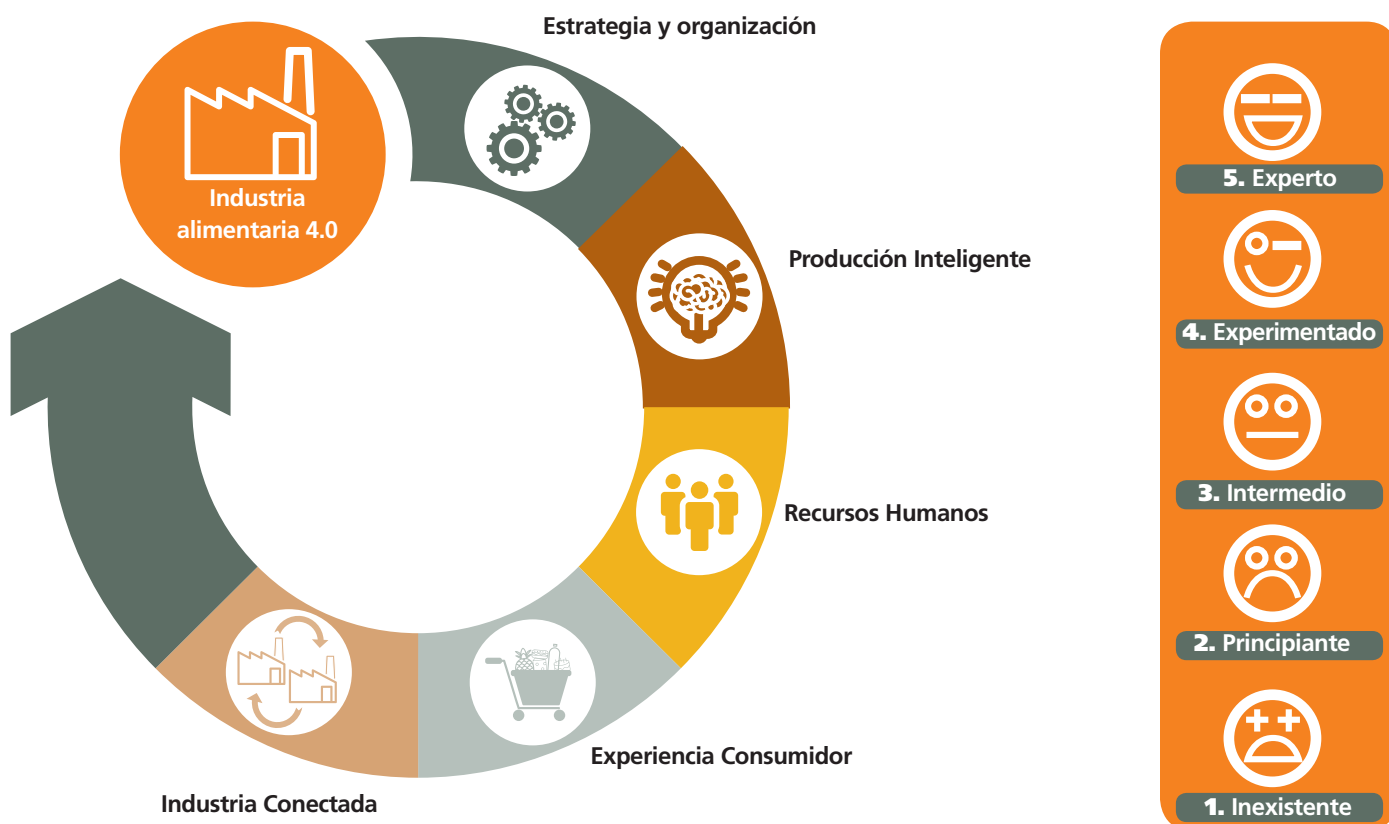 Estrategia y organización
Industria
alimentaria 4.0
Producción Inteligente
Recursos Humanos
Experiencia Consumidor
Industria Conectada
5. Experto
4. Experimentado
3. Intermedio
2. Principiante
1. Inexistente